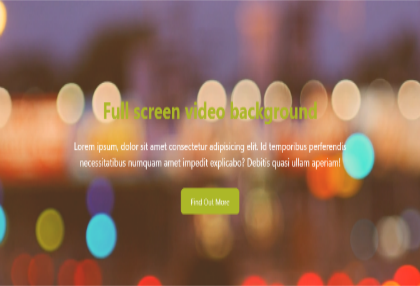 Full screen video background
Lorem ipsum, dolor sit amet consectetur adipisicing elit. Id temporibus perferendis
necessitatibus numquam amet impedit explicabo? Debitis quasi ullam aperiam!
Find Out More